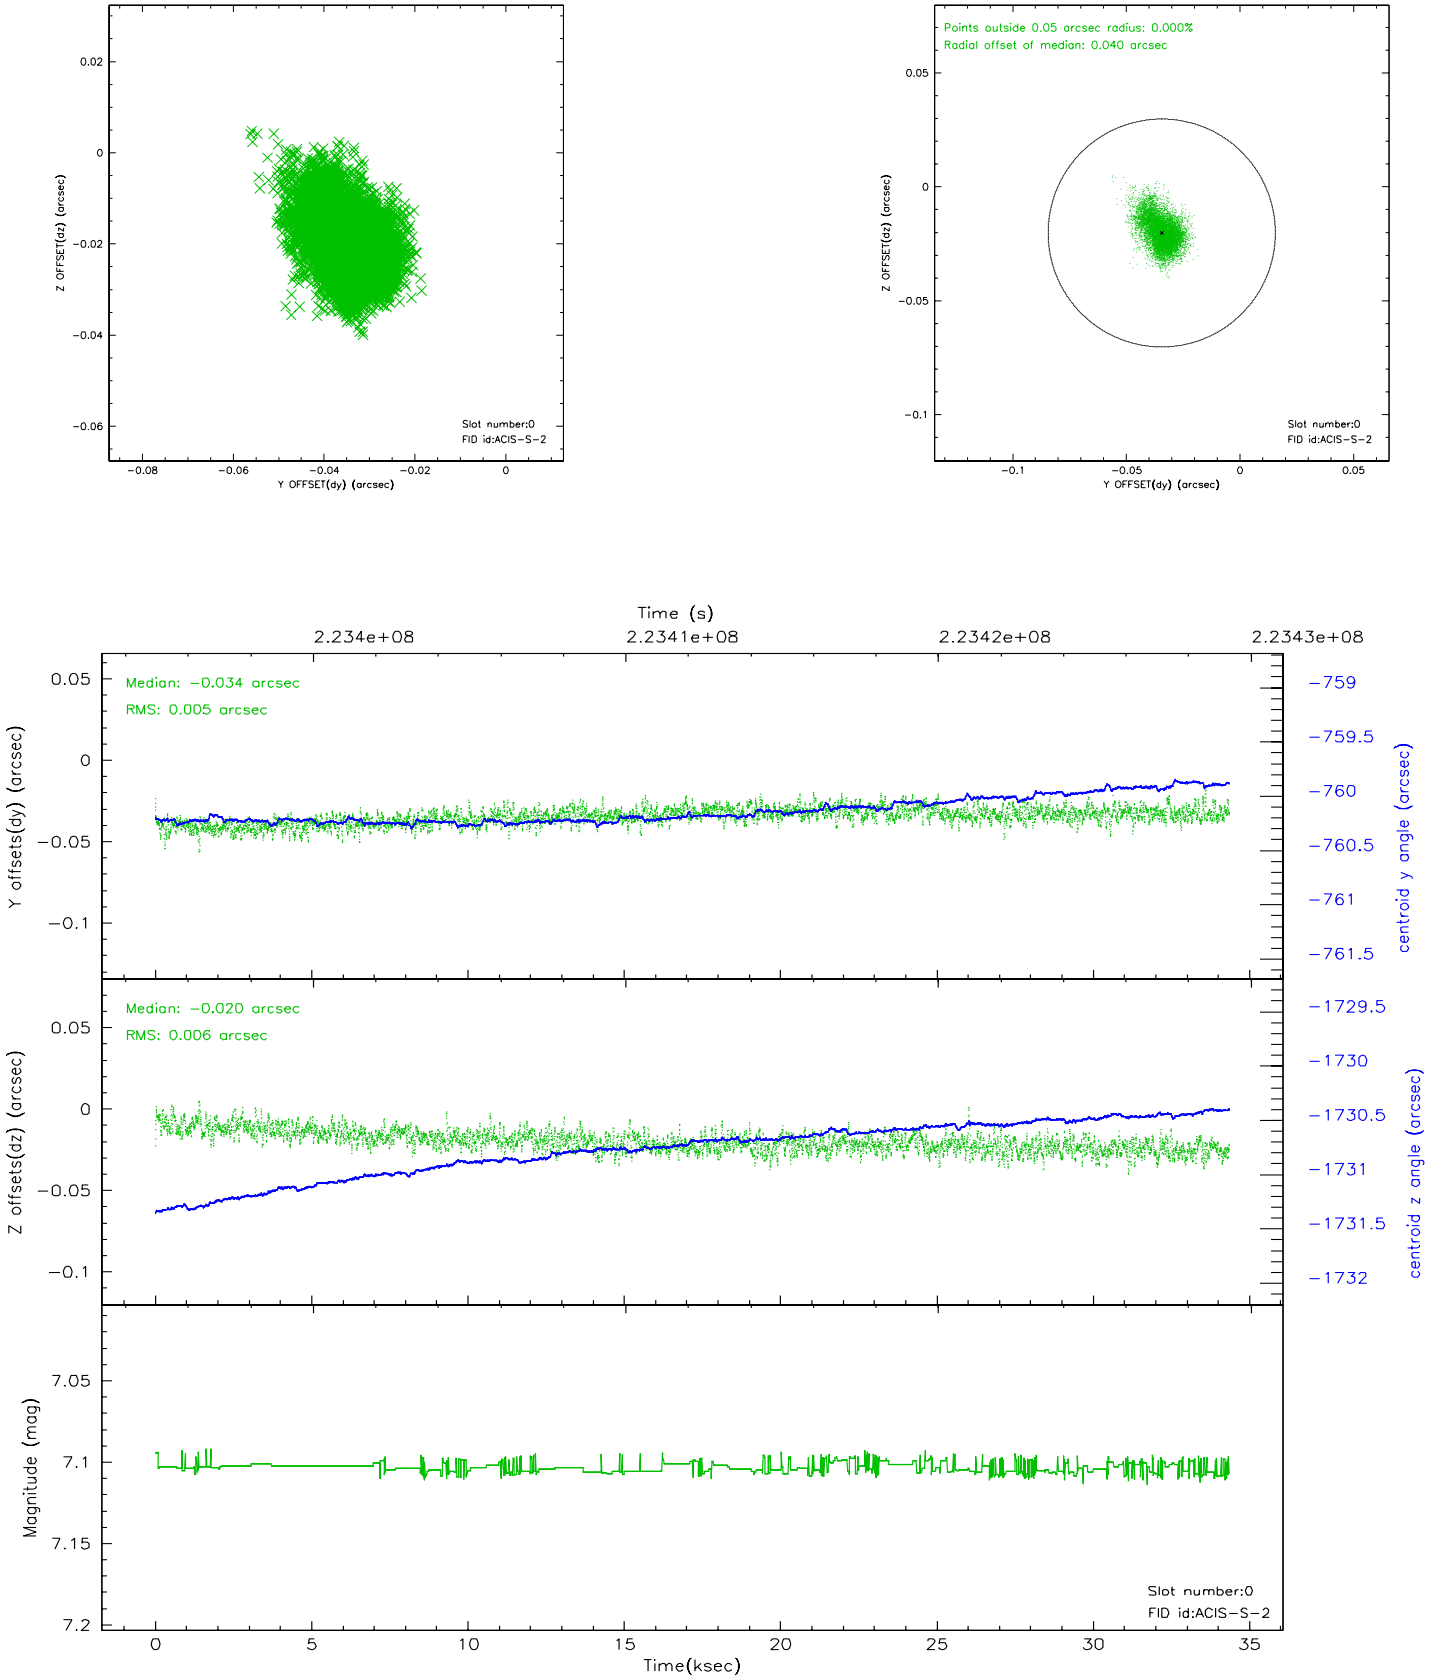 0.02
0
-0.02
-0.04
-0.06
Z OFFSET(dz) (arcsec)
Slot number:0
FID id:ACIS-S-2
-0.08 -0.06 -0.04 -0.02 0
Y OFFSET(dy) (arcsec)
Points outside 0.05 arcsec radius: 0.000%
Radial offset of median: 0.040 arcsec
0.05
0
-0.05
-0.1
Z OFFSET(dz) (arcsec)
Slot number:0
FID id:ACIS-S-2
-0.1 -0.05 0 0.05
Y OFFSET(dy) (arcsec)
Time (s)
2.234e+08 2.2341e+08 2.2342e+08 2.2343e+08
Median: -0.034 arcsec
RMS: 0.005 arcsec
0.05
0
-0.05
-0.1
Y offsets(dy) (arcsec)
-759
-759.5
-760
-760.5
-761
-761.5
centroid y angle (arcsec)
Median: -0.020 arcsec
RMS: 0.006 arcsec
0.05
0
-0.05
-0.1
Z offsets(dz) (arcsec)
-1729.5
-1730
-1730.5
-1731
-1731.5
-1732
centroid z angle (arcsec)
7.05
7.1
7.15
7.2
Magnitude (mag)
Slot number:0
FID id:ACIS-S-2
0 5 10 15 20 25 30 35
Time(ksec)